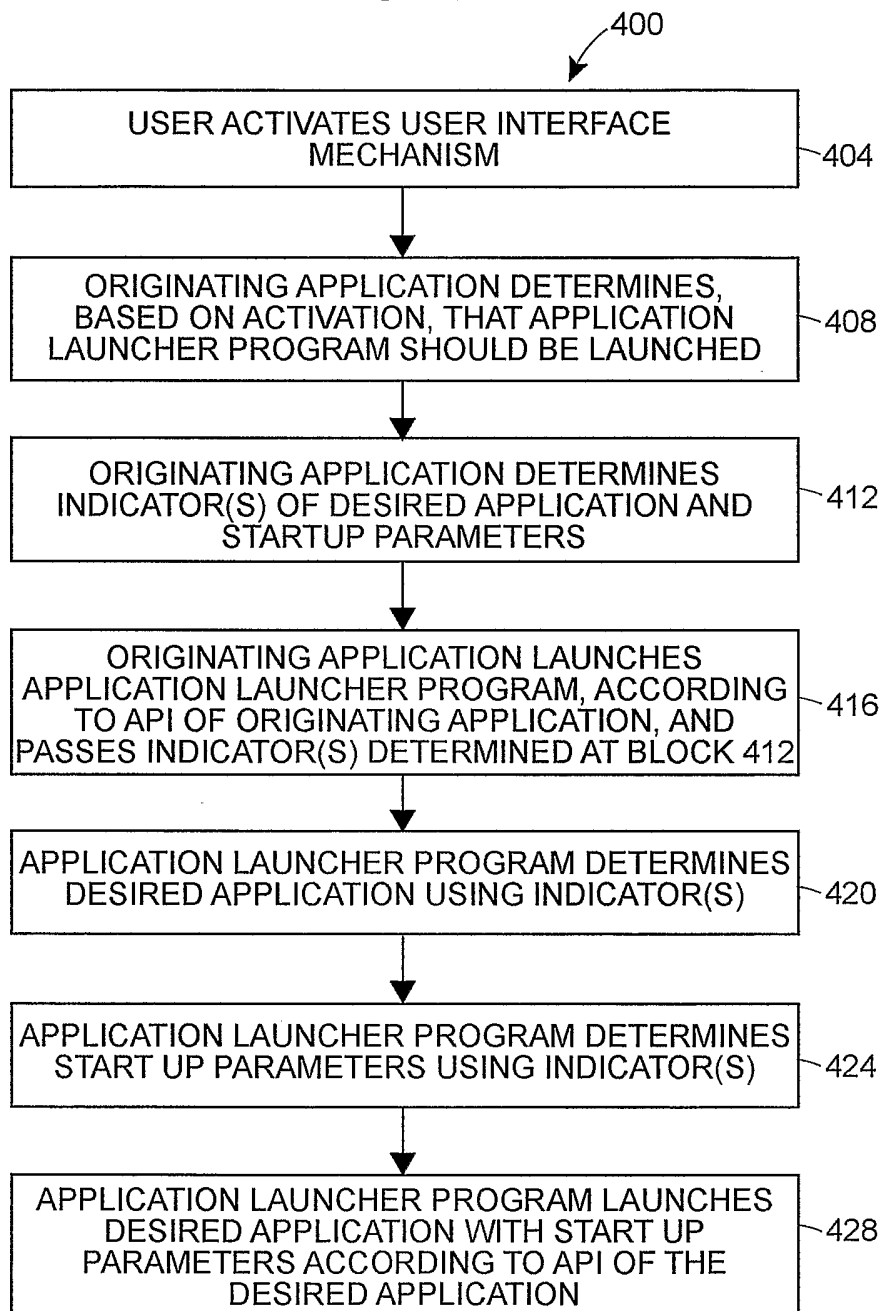 400
USER ACTIVATES USER INTERFACE
MECHANISM
404
ORIGINATING APPLICATION DETERMINES,
BASED ON ACTIVATION, THAT APPLICATION
LAUNCHER PROGRAM SHOULD BE LAUNCHED
408
ORIGINATING APPLICATION DETERMINES
INDICATOR(S) OF DESIRED APPLICATION AND
STARTUP PARAMETERS
412
ORIGINATING APPLICATION LAUNCHES
APPLICATION LAUNCHER PROGRAM, ACCORDING
TO API OF ORIGINATING APPLICATION, AND
PASSES INDICATOR(S) DETERMINED AT BLOCK 412
416
APPLICATION LAUNCHER PROGRAM DETERMINES
DESIRED APPLICATION USING INDICATOR(S)
420
APPLICATION LAUNCHER PROGRAM DETERMINES
START UP PARAMETERS USING INDICATOR(S)
424
APPLICATION LAUNCHER PROGRAM LAUNCHES
DESIRED APPLICATION WITH START UP
PARAMETERS ACCORDING TO API OF THE
DESIRED APPLICATION
428